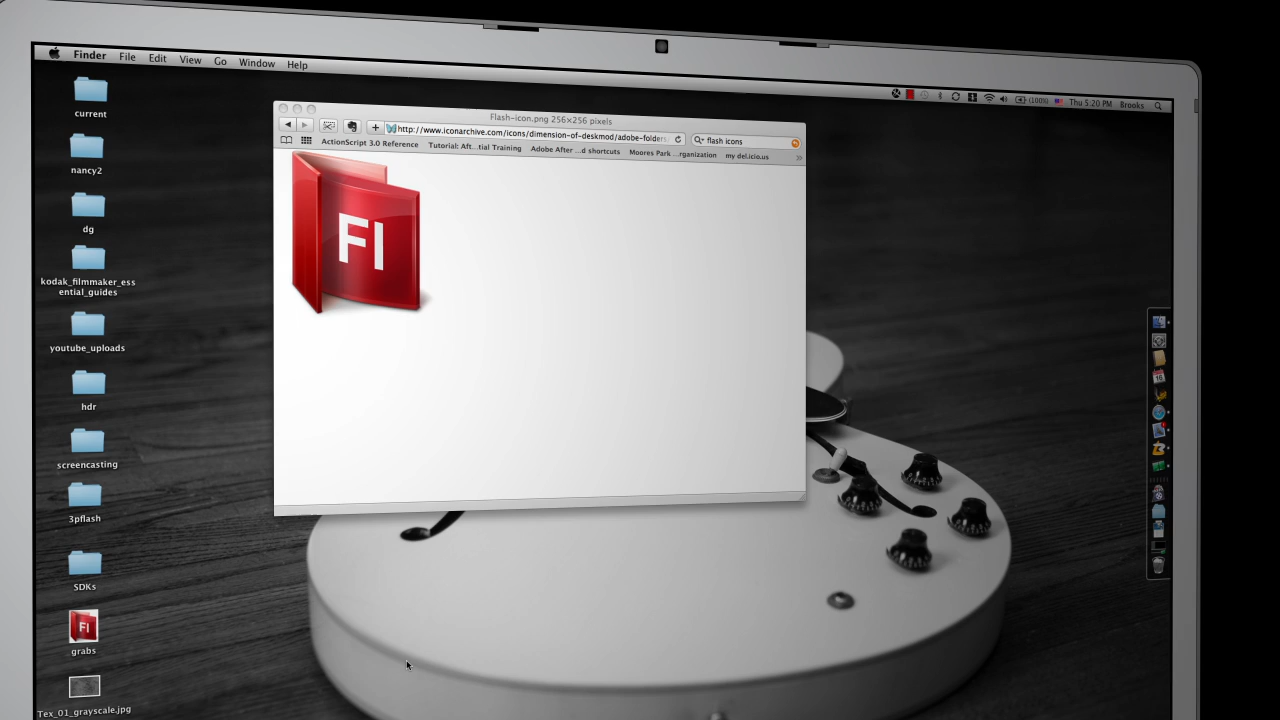 Finder File Edit View Go Window Help
(100%) Thu 5:20 PM Brooks
Flash-icon.png 256×256 pixels
http://www.iconarchive.com/icons/dimension-of-deskmod/adobe-folders
flash icons
ActionScript 3.0 Reference Tutorial: Aft...tial Training Adobe After ...d shortcuts Moores Park ...rganization my del.icio.us
Fl
current
nancy2
dg
kodak_filmmaker_ess
ential_guides
youtube_uploads
hdr
screencasting
3pflash
SDKs
Fl
grabs
Tex_01_grayscale.jpg